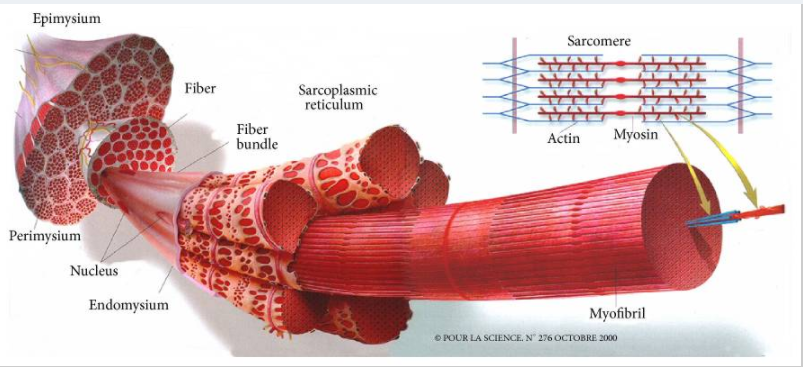 Epimysium
Sarcomere
Fiber
Sarcoplasmic
reticulum
Fiber
bundle
Actin
Myosin
Perimysium
Nucleus
Endomysium
Myofibril
© POUR LA SCIENCE. N° 276 OCTOBRE 2000